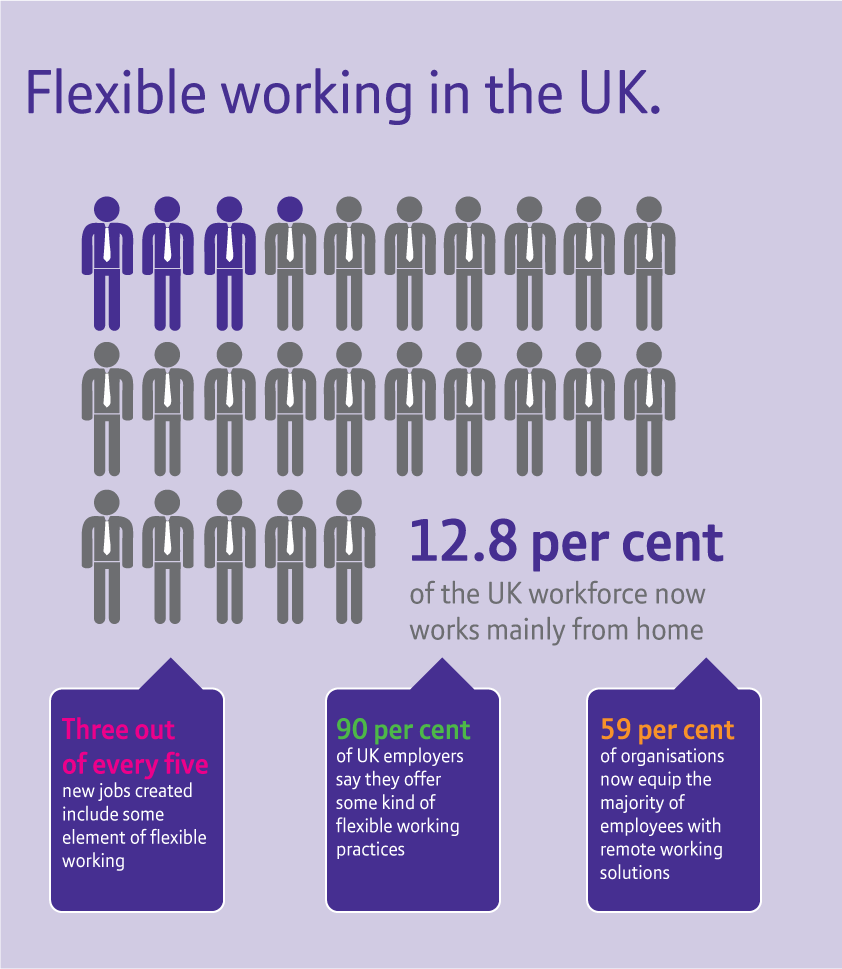 Flexible working in the UK.
12.8 per cent
of the UK workforce now
works mainly from home
Three out
of every five
new jobs created
include some
element of flexible
working
90 per cent
of UK employers
say they offer
some kind of
flexible working
practices
59 per cent
of organisations
now equip the
majority of
employees with
remote working
solutions